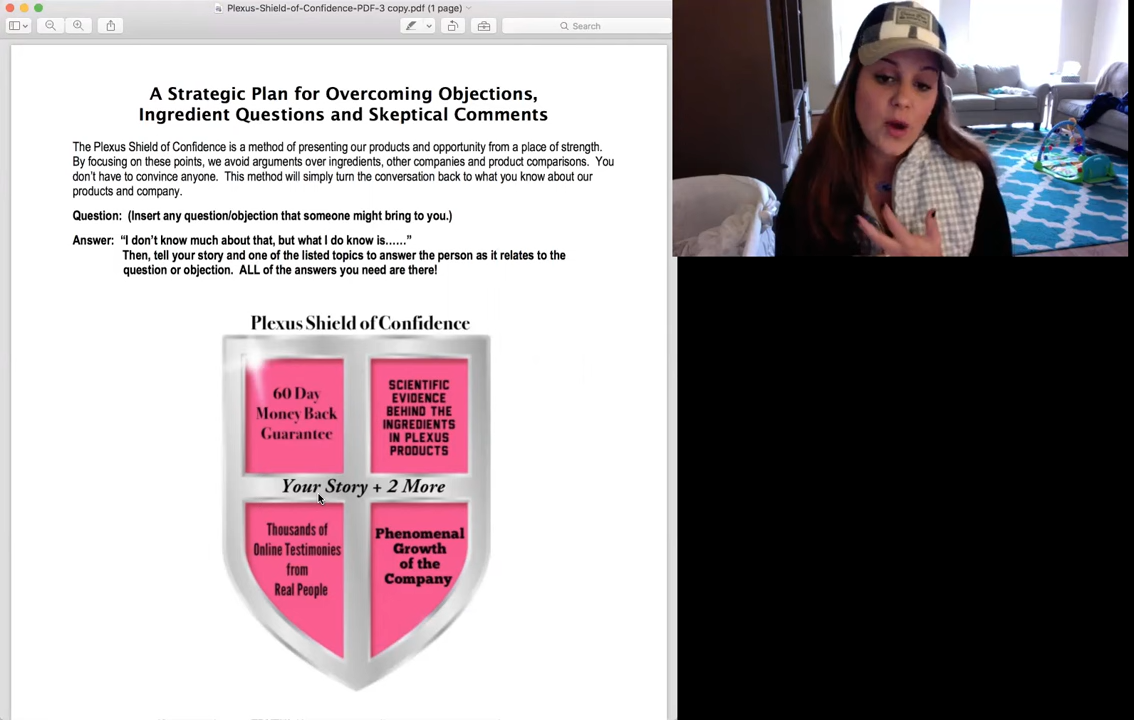 Plexus-Shield-of-Confidence-PDF-3 copy.pdf (1 page)
Search
A Strategic Plan for Overcoming Objections,
Ingredient Questions and Skeptical Comments
The Plexus Shield of Confidence is a method of presenting our products and opportunity from a place of strength.
By focusing on these points, we avoid arguments over ingredients, other companies and product comparisons. You
don't have to convince anyone. This method will simply turn the conversation back to what you know about our
products and company.
Question: (Insert any question/objection that someone might bring to you.)
Answer: "I don't know much about that, but what I do know is……"
Then, tell your story and one of the listed topics to answer the person as it relates to the
question or objection. ALL of the answers you need are there!
Plexus Shield of Confidence
60 Day
Money Back
Guarantee
SCIENTIFIC
EVIDENCE
BEHIND THE
INGREDIENTS
IN PLEXUS
PRODUCTS
Your Story + 2 More
Thousands of
Online Testimonies
from
Real People
Phenomenal
Growth
of the
Company